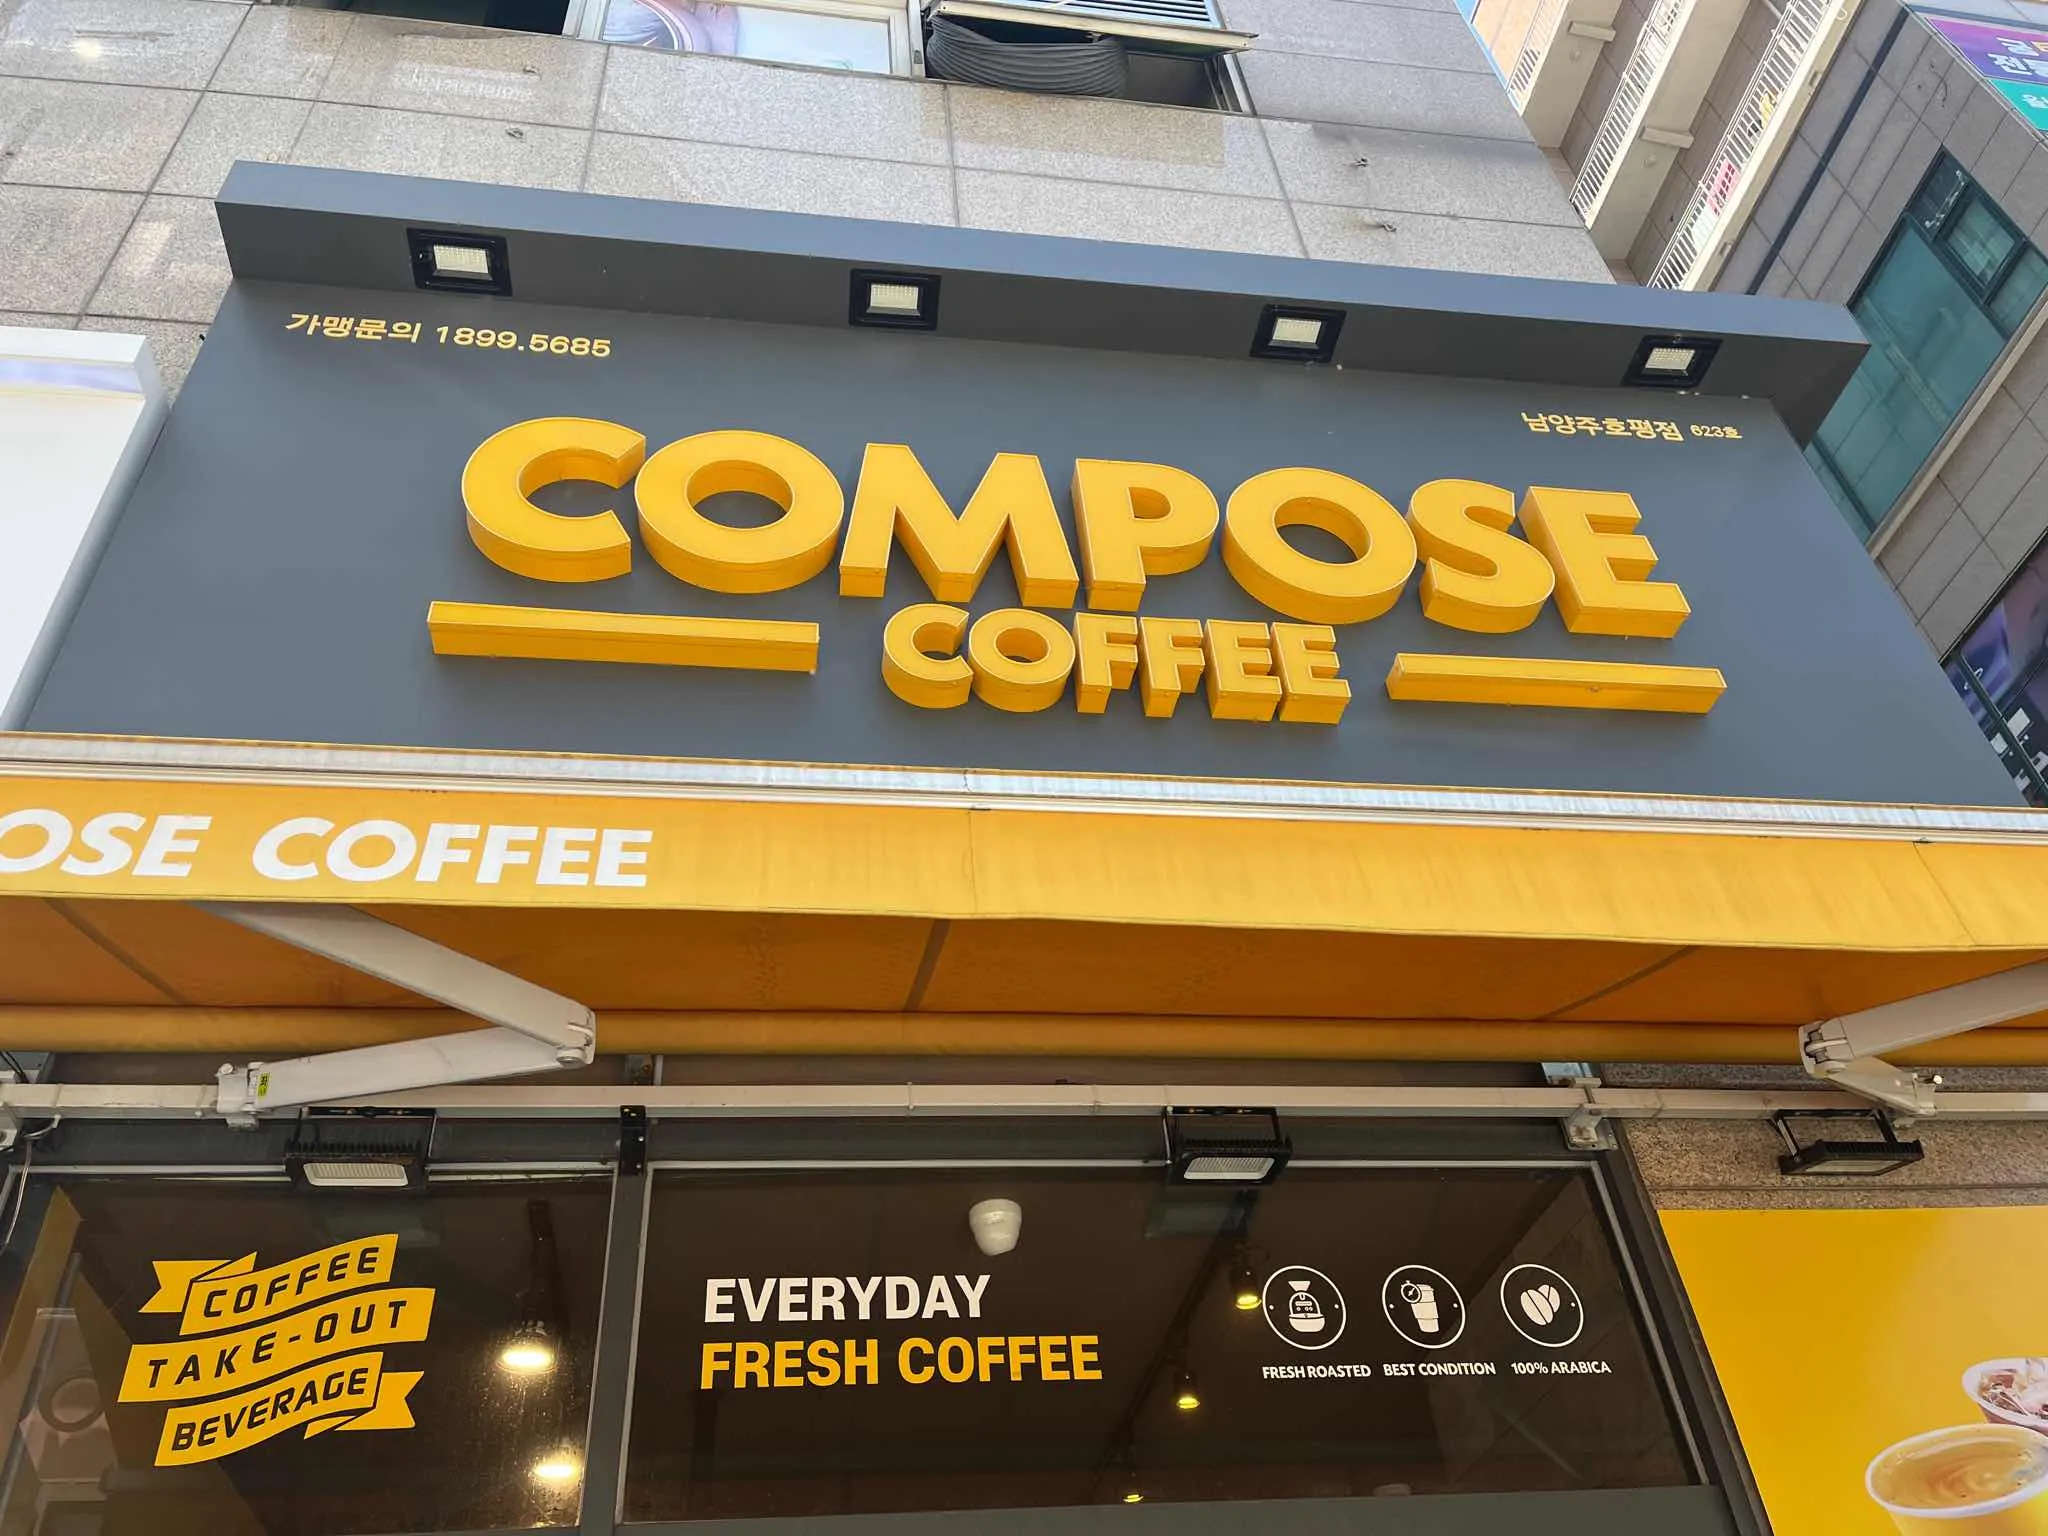 가맹문의 1899.5685
남양주호평점 623호
COMPOSE
COFFEE
OSE COFFEE
COFFEE
TAKE-OUT
BEVERAGE
EVERYDAY
FRESH COFFEE
FRESH ROASTED BEST CONDITION 100% ARABICA